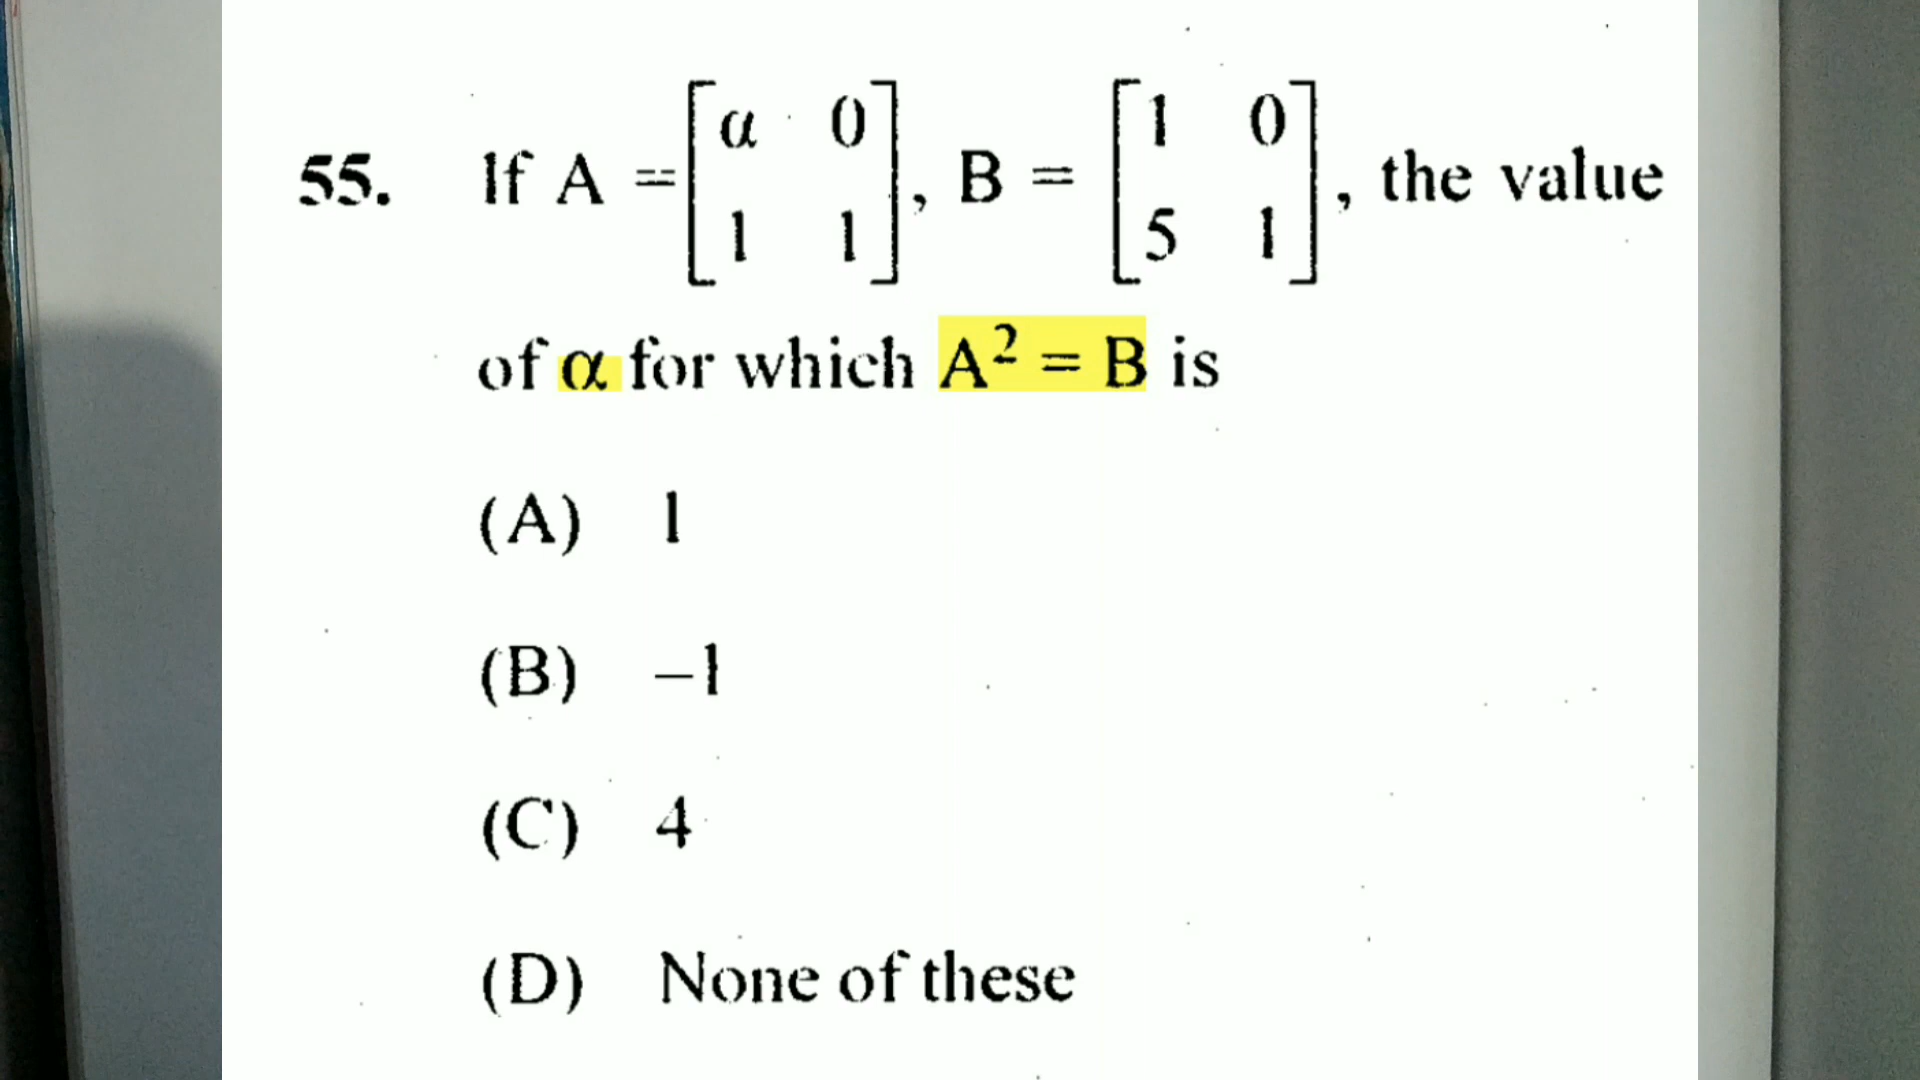 55. If A = [α 0
1 1], B = [1 0
5 1], the value
of α for which A² = B is
(A) 1
(B) –1
(C) 4
(D) None of these